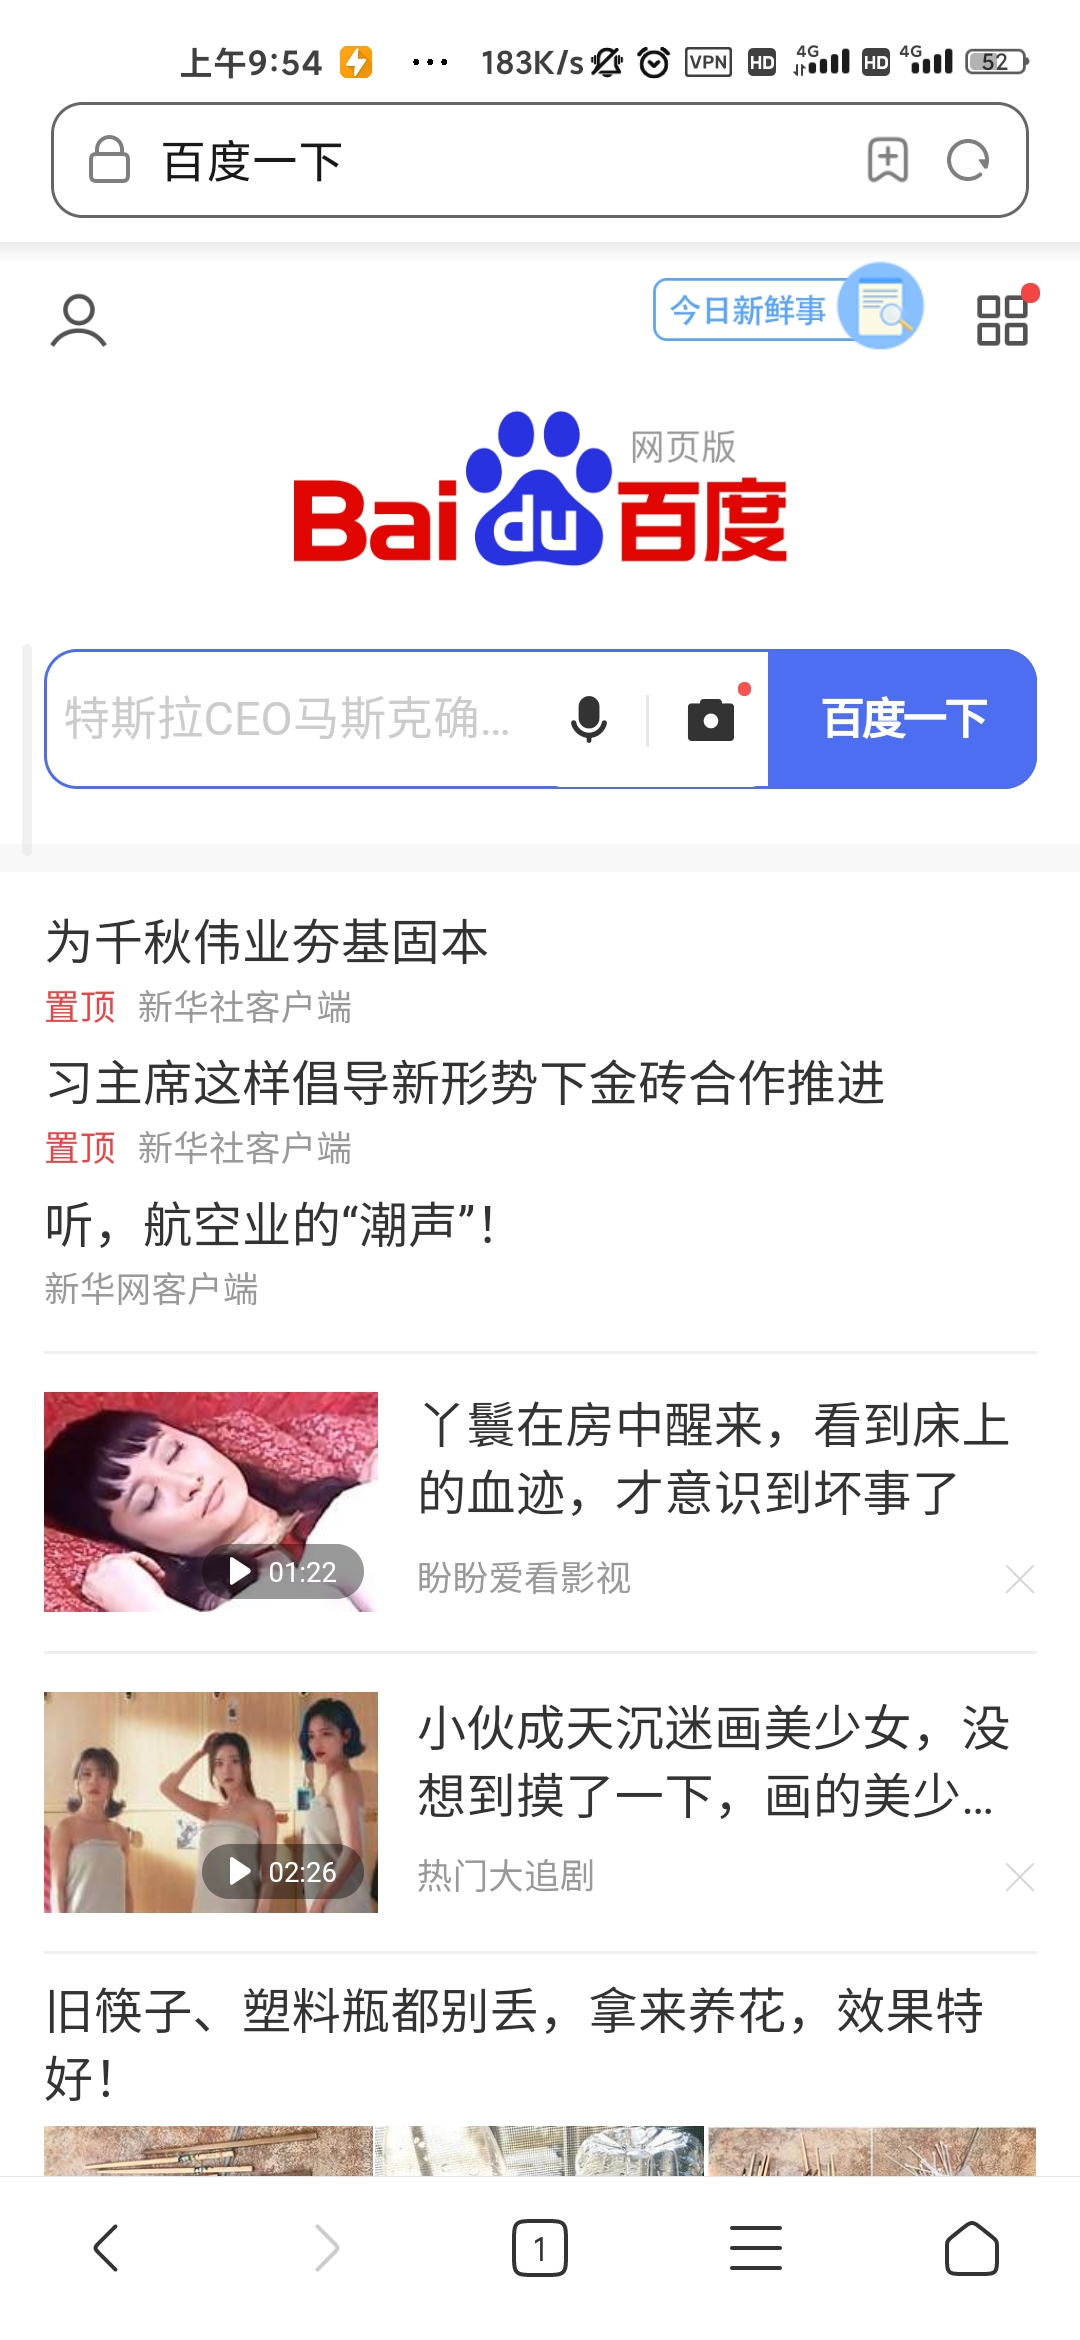 上午9:54 ... 183K/s VPN HD 4G HD 4G 52
百度一下
今日新鲜事
网页版
Bai du 百度
特斯拉CEO马斯克确... 百度一下
为千秋伟业夯基固本
置顶 新华社客户端
习主席这样倡导新形势下金砖合作推进
置顶 新华社客户端
听，航空业的“潮声”！
新华网客户端
丫鬟在房中醒来，看到床上
的血迹，才意识到坏事了
01:22
盼盼爱看影视
小伙成天沉迷画美少女，没
想到摸了一下，画的美少...
02:26
热门大追剧
旧筷子、塑料瓶都别丢，拿来养花，效果特
好！
1